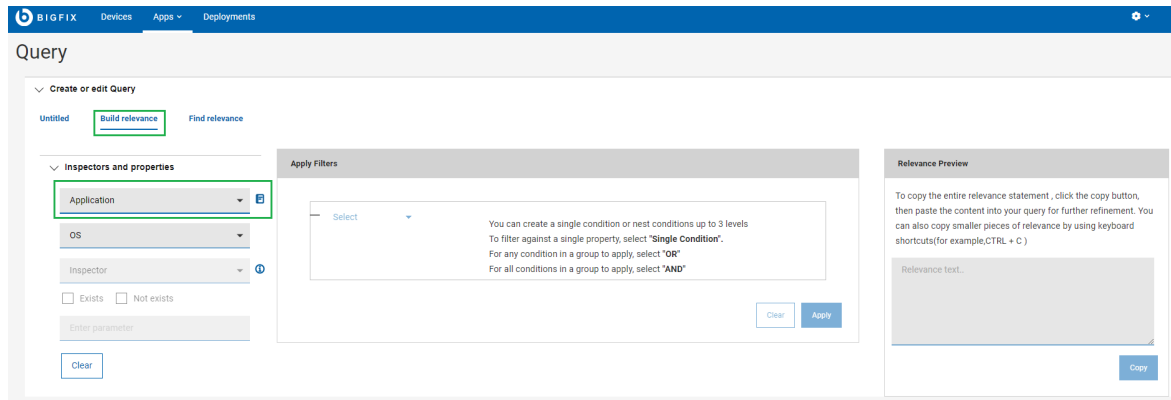 BIGFIX Devices Apps Deployments
Query
Create or edit Query
Untitled Build relevance Find relevance
Inspectors and properties
Application
OS
Inspector
Exists Not exists
Enter parameter
Clear
Apply Filters
Select
You can create a single condition or nest conditions up to 3 levels
To filter against a single property, select "Single Condition".
For any condition in a group to apply, select "OR"
For all conditions in a group to apply, select "AND"
Clear Apply
Relevance Preview
To copy the entire relevance statement , click the copy button,
then paste the content into your query for further refinement. You
can also copy smaller pieces of relevance by using keyboard
shortcuts(for example,CTRL + C )
Relevance text..
Copy